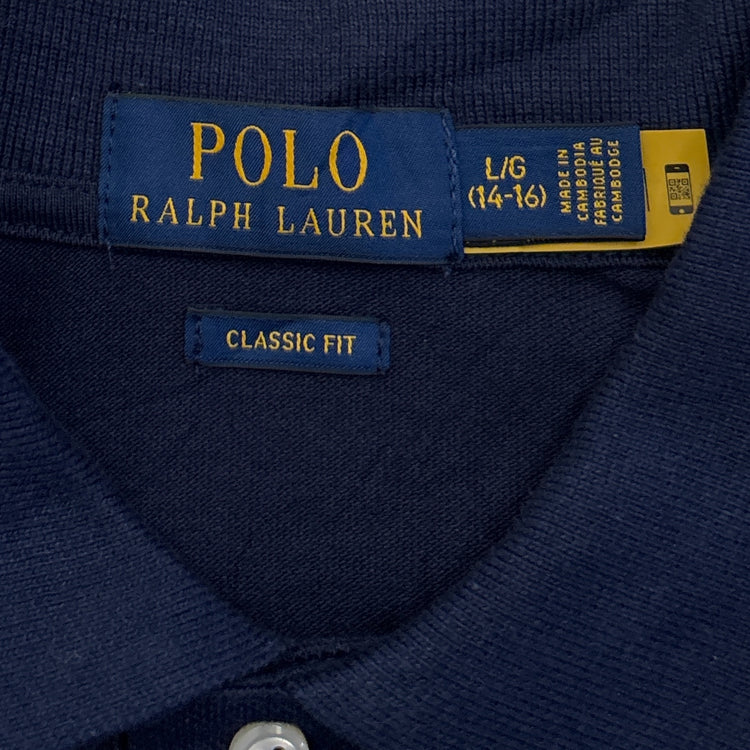 POLO
RALPH LAUREN
L/G
(14-16)
MADE IN
CAMBODIA
FABRIQUÉ AU
CAMBODGE
CLASSIC FIT